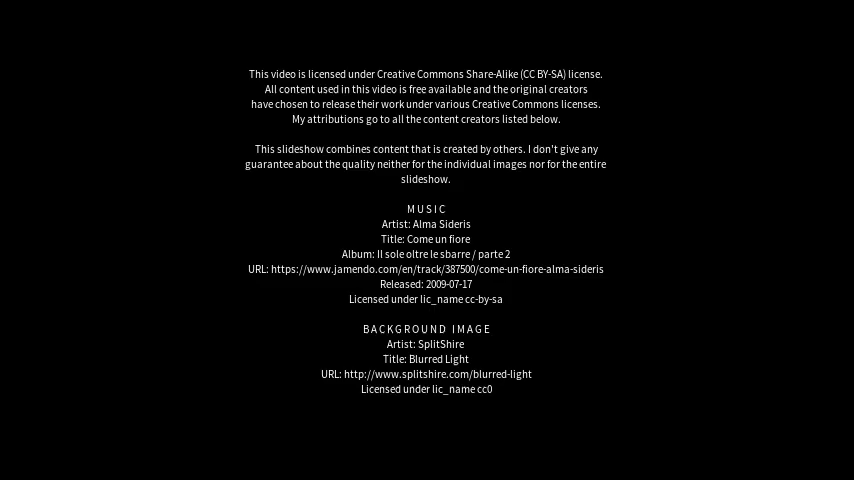 This video is licensed under Creative Commons Share-Alike (CC BY-SA) license.
All content used in this video is free available and the original creators
have chosen to release their work under various Creative Commons licenses.
My attributions go to all the content creators listed below.
This slideshow combines content that is created by others. I don't give any
guarantee about the quality neither for the individual images nor for the entire
slideshow.
MUSIC
Artist: Alma Sideris
Title: Come un fiore
Album: Il sole oltre le sbarre / parte 2
URL: https://www.jamendo.com/en/track/387500/come-un-fiore-alma-sideris
Released: 2009-07-17
Licensed under lic_name cc-by-sa
BACKGROUND IMAGE
Artist: SplitShire
Title: Blurred Light
URL: http://www.splitshire.com/blurred-light
Licensed under lic_name cc0